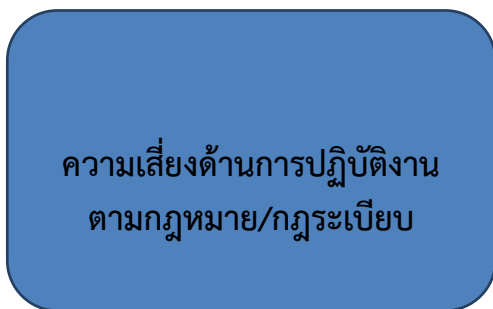 ความเสี่ยงด้านการปฏิบัติงาน
ตามกฎหมาย/กฎระเบียบ